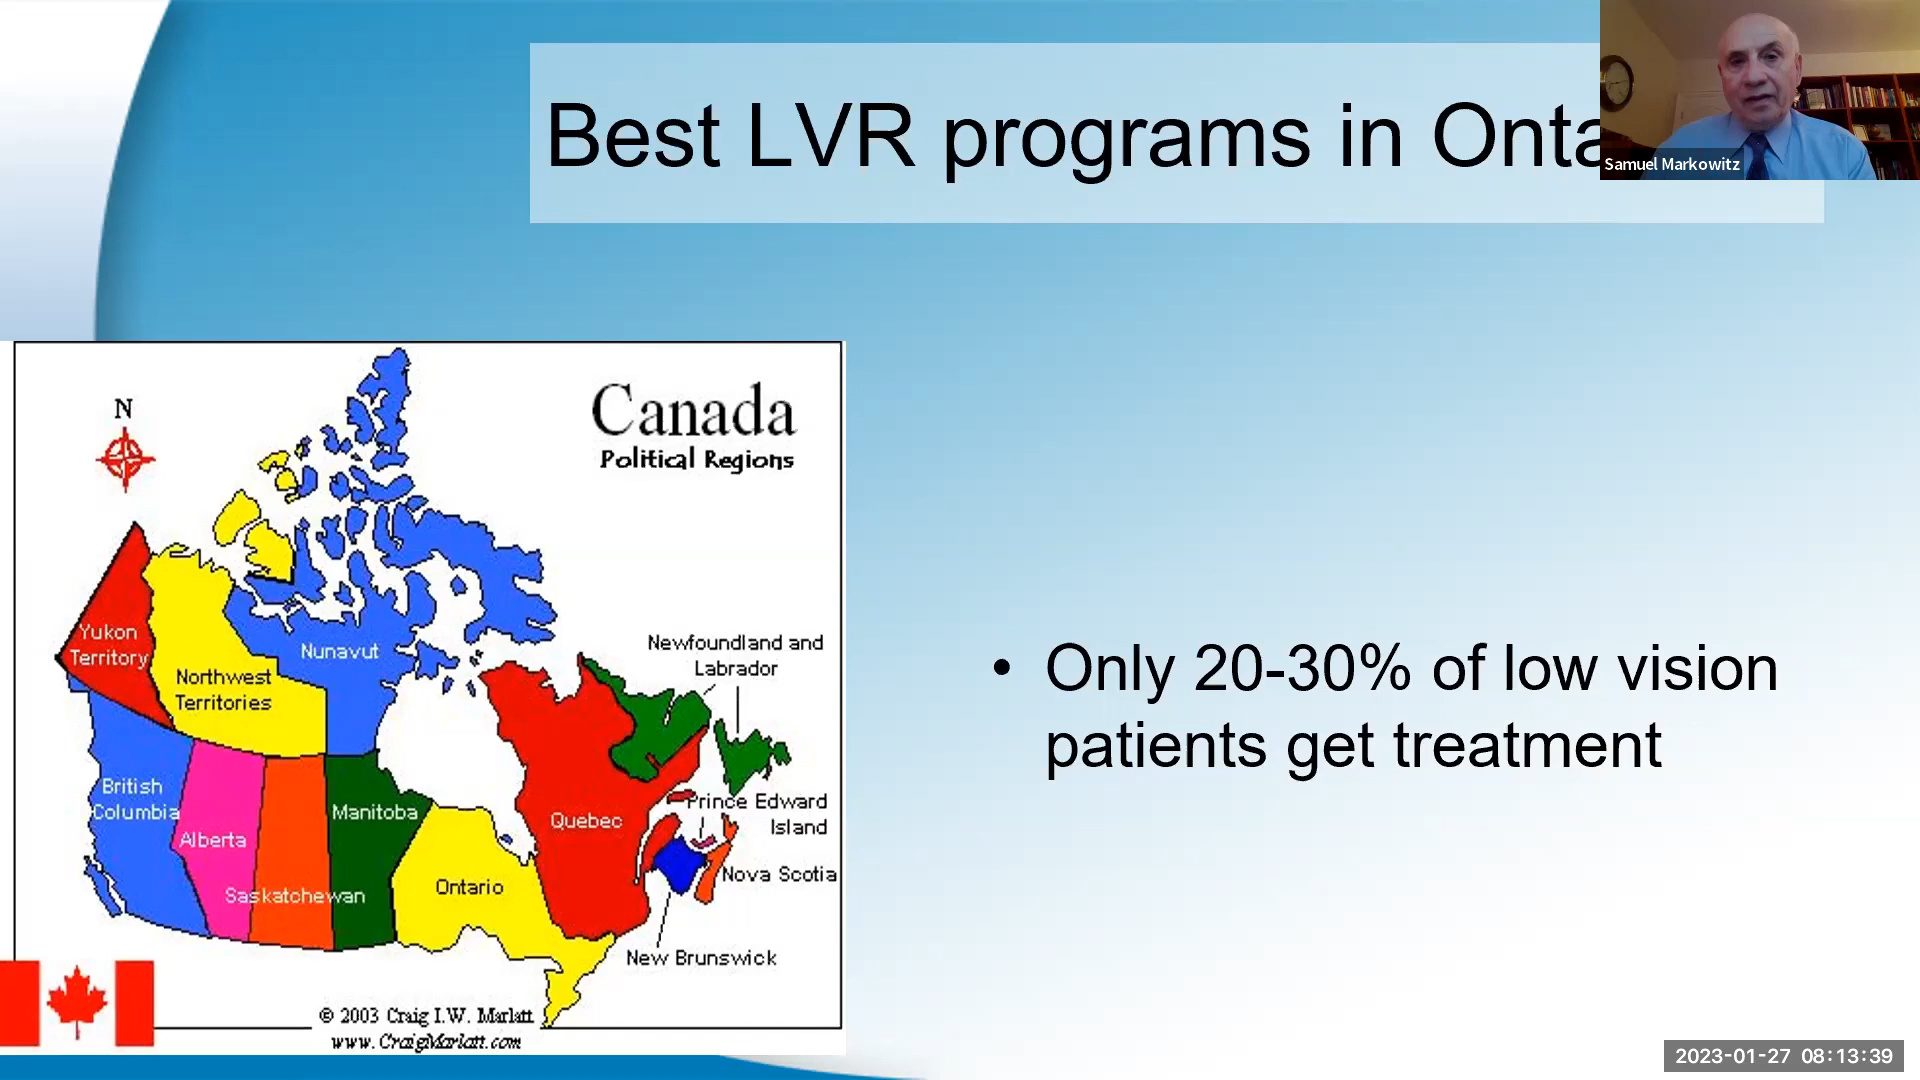 Best LVR programs in Onta
Samuel Markowitz
N
Canada
Political Regions
Yukon
Territory
Northwest
Territories
Nunavut
Newfoundland and
Labrador
British
Columbia
Alberta
Saskatchewan
Manitoba
Ontario
Quebec
Prince Edward
Island
Nova Scotia
New Brunswick
© 2003 Craig I.W. Marlatt
www.CraigMarlatt.com
• Only 20-30% of low vision
patients get treatment
2023-01-27 08:13:39